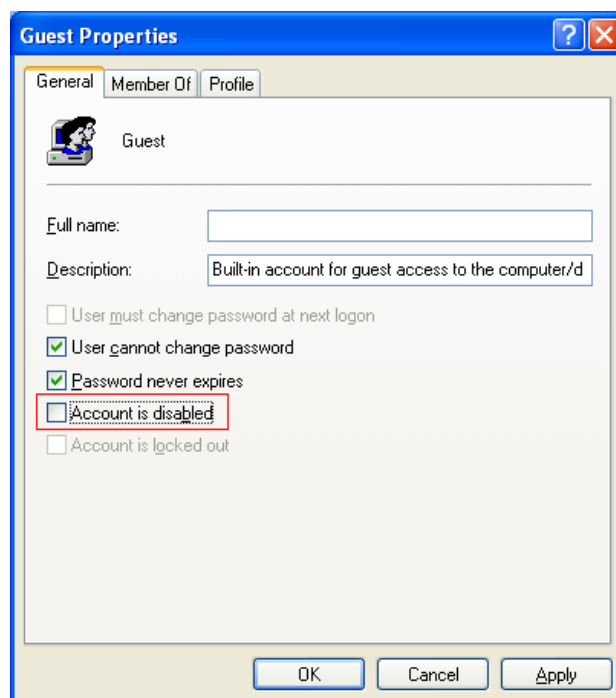 Guest Properties
General Member Of Profile
Guest
Full name:
Description: Built-in account for guest access to the computer/d
User must change password at next logon
User cannot change password
Password never expires
Account is disabled
Account is locked out
OK Cancel Apply